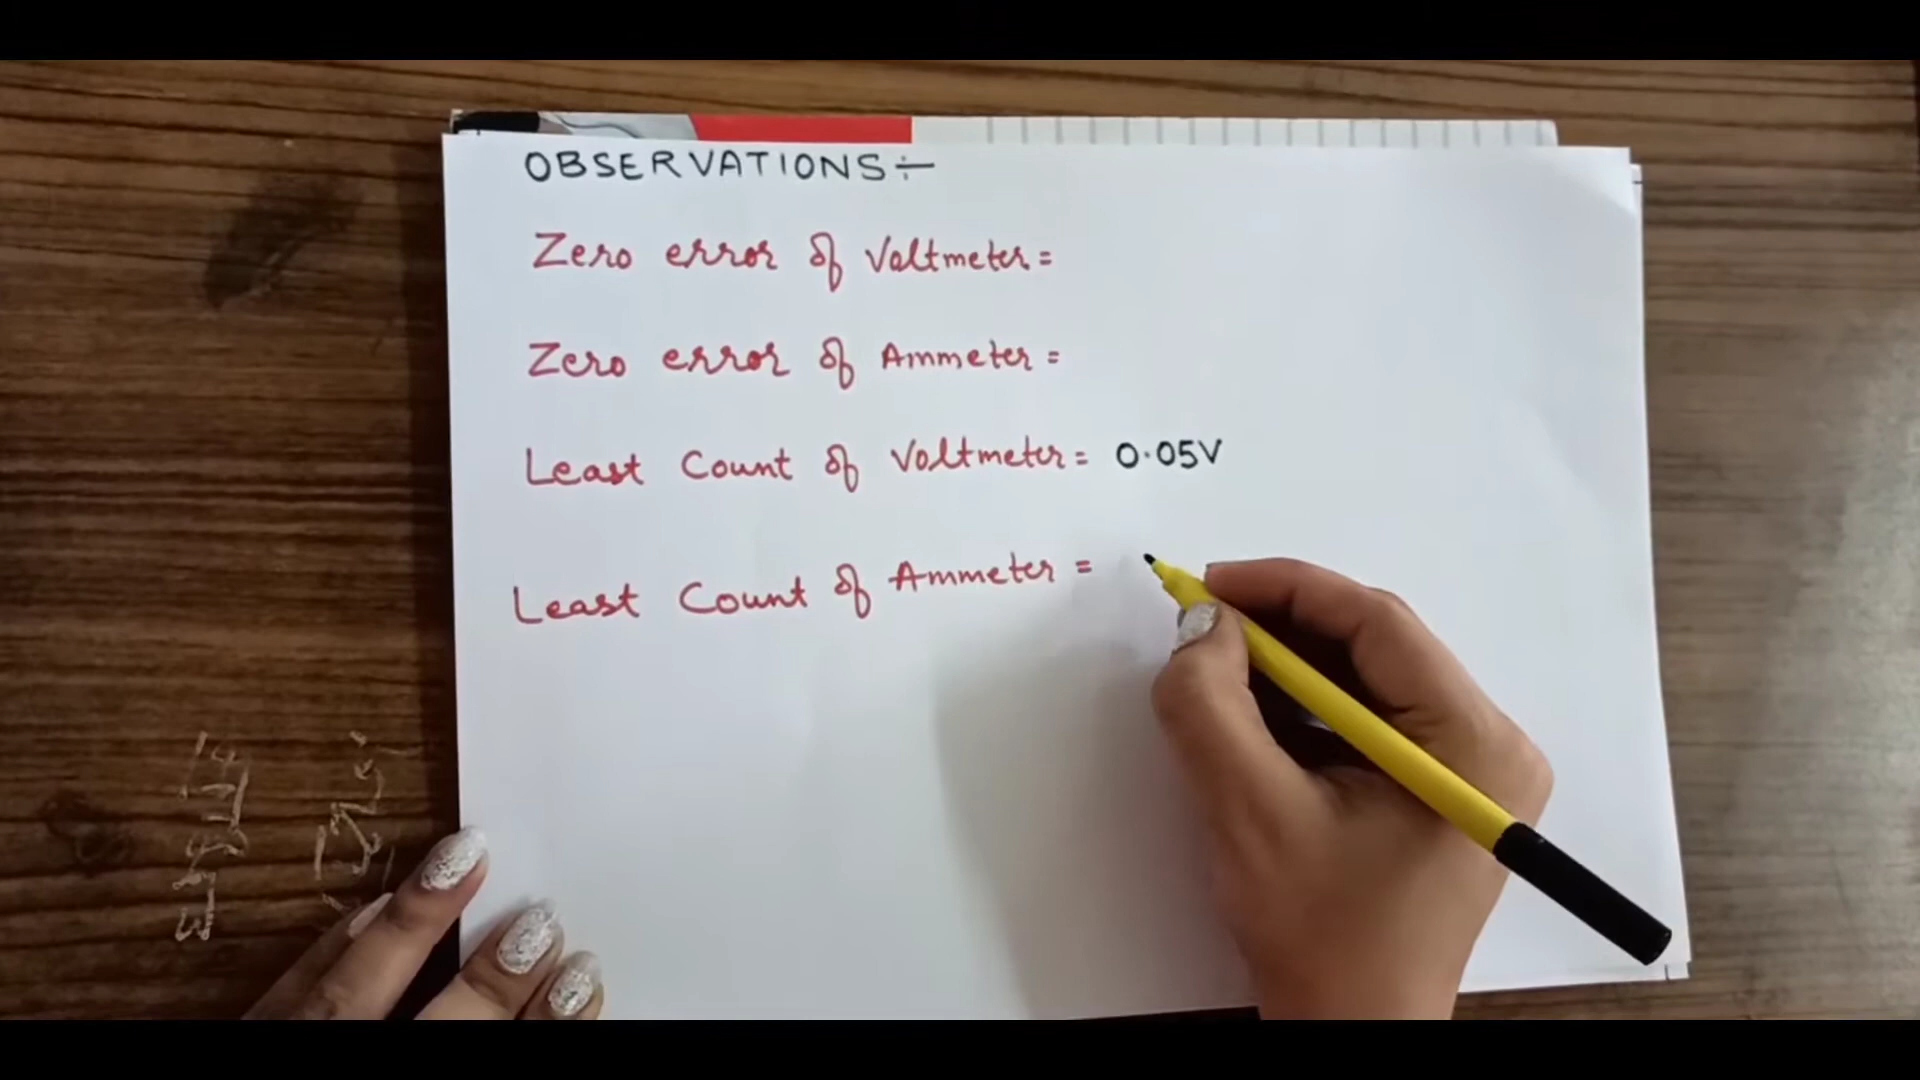 OBSERVATIONS:-
Zero error of Voltmeter =
Zero error of Ammeter =
Least Count of Voltmeter = 0.05V
Least Count of Ammeter =